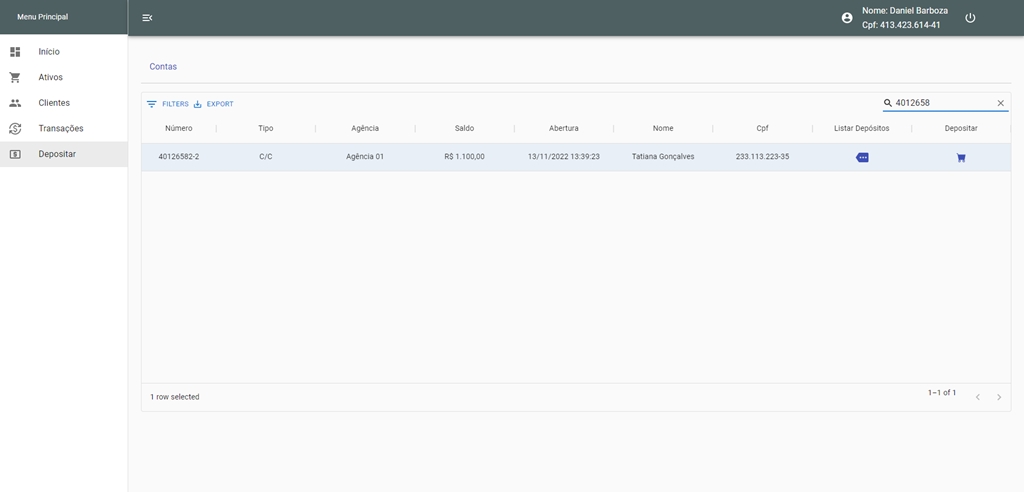 Menu Principal
Nome: Daniel Barboza
Cpf: 413.423.614-41
Início
Ativos
Clientes
Transações
Depositar
Contas
FILTERS EXPORT
4012658
Número Tipo Agência Saldo Abertura Nome Cpf Listar Depósitos Depositar
40126582-2 C/C Agência 01 R$ 1.100,00 13/11/2022 13:39:23 Tatiana Gonçalves 233.113.223-35
1 row selected
1–1 of 1